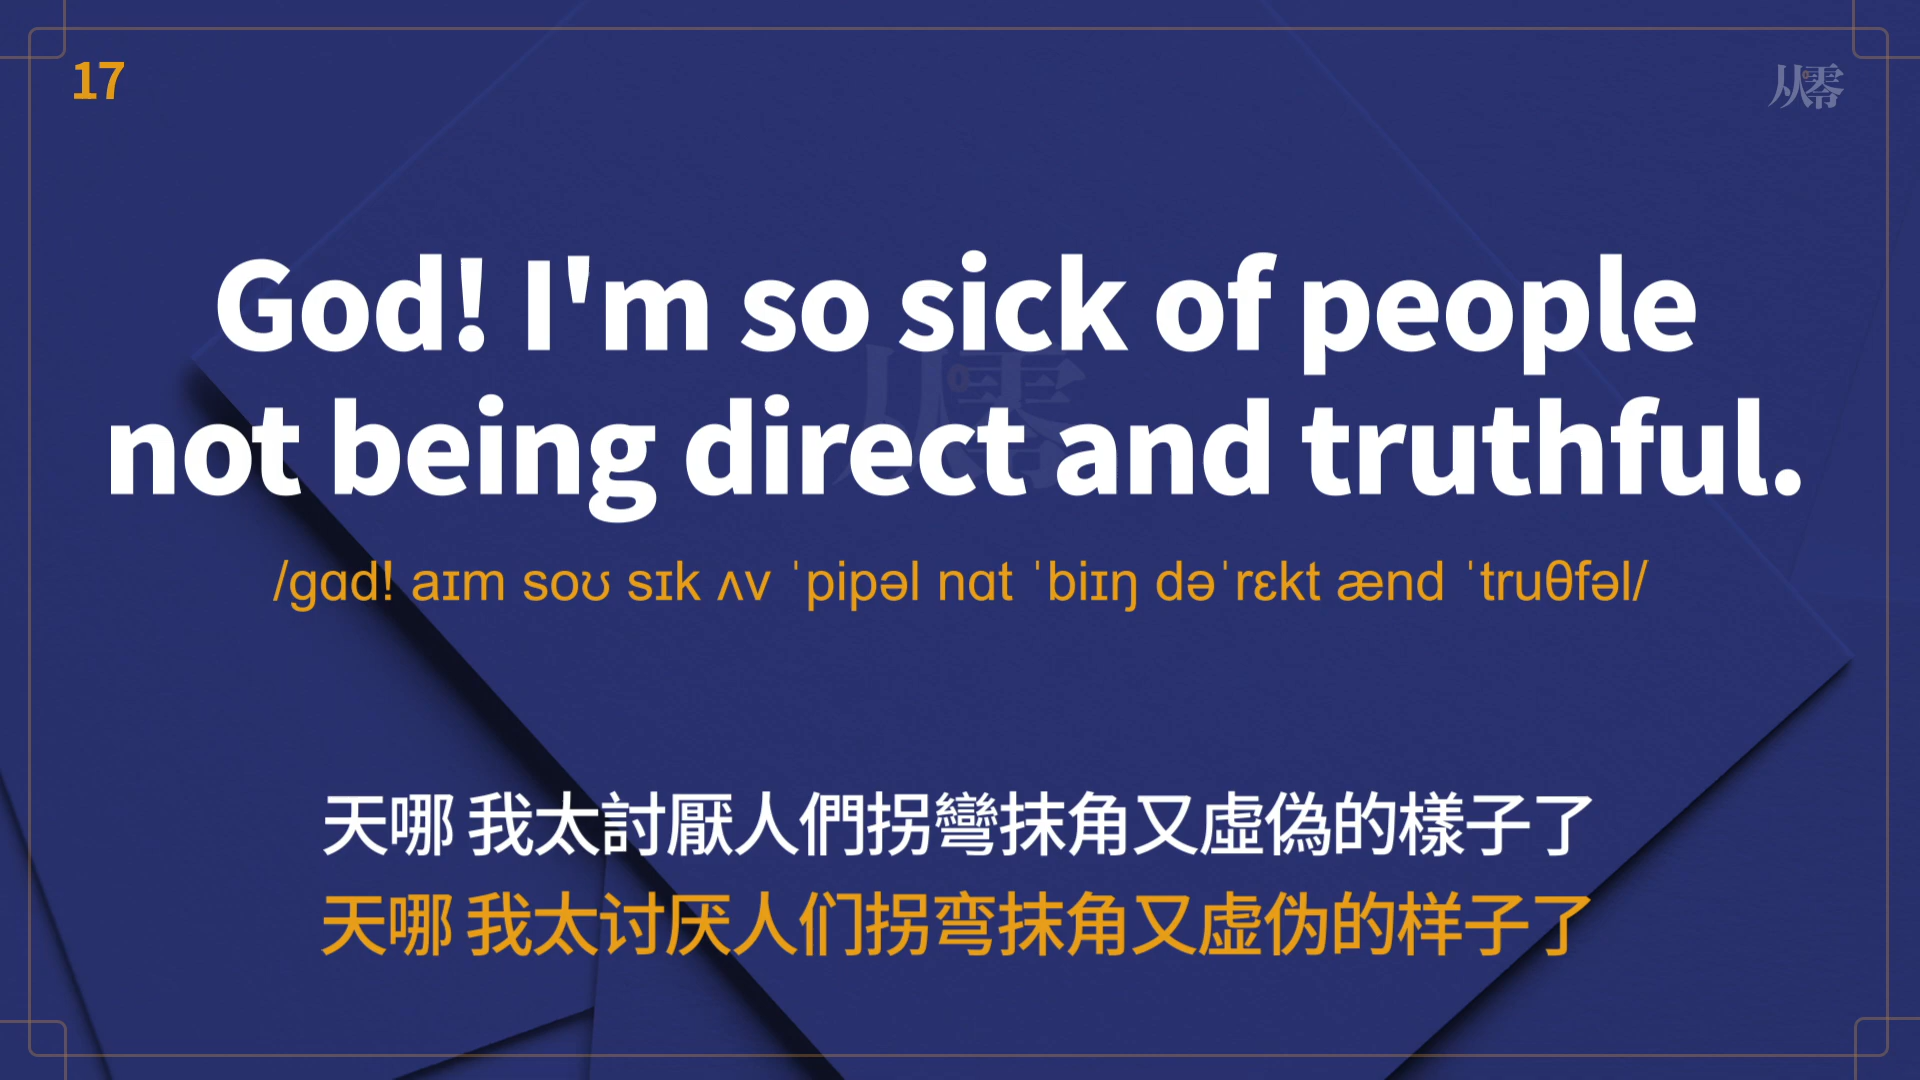 17
从零
God! I'm so sick of people
not being direct and truthful.
/ɡɑd! aɪm soʊ sɪk ʌv ˈpipəl nɑt ˈbiɪŋ dəˈrɛkt ænd ˈtruθfəl/
天哪 我太討厭人們拐彎抹角又虛偽的樣子了
天哪 我太讨厌人们拐弯抹角又虚伪的样子了